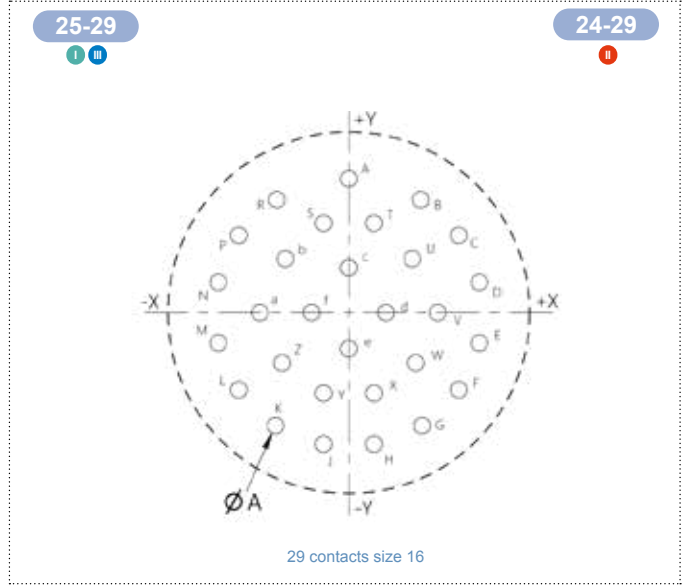 25-29
24-29
I III
II
+Y
A
R
B
S
T
P
C
b
U
c
N
D
a
f
d
-X
+X
V
M
E
e
Z
W
L
F
Y
X
K
G
J
H
ØA
-Y
29 contacts size 16